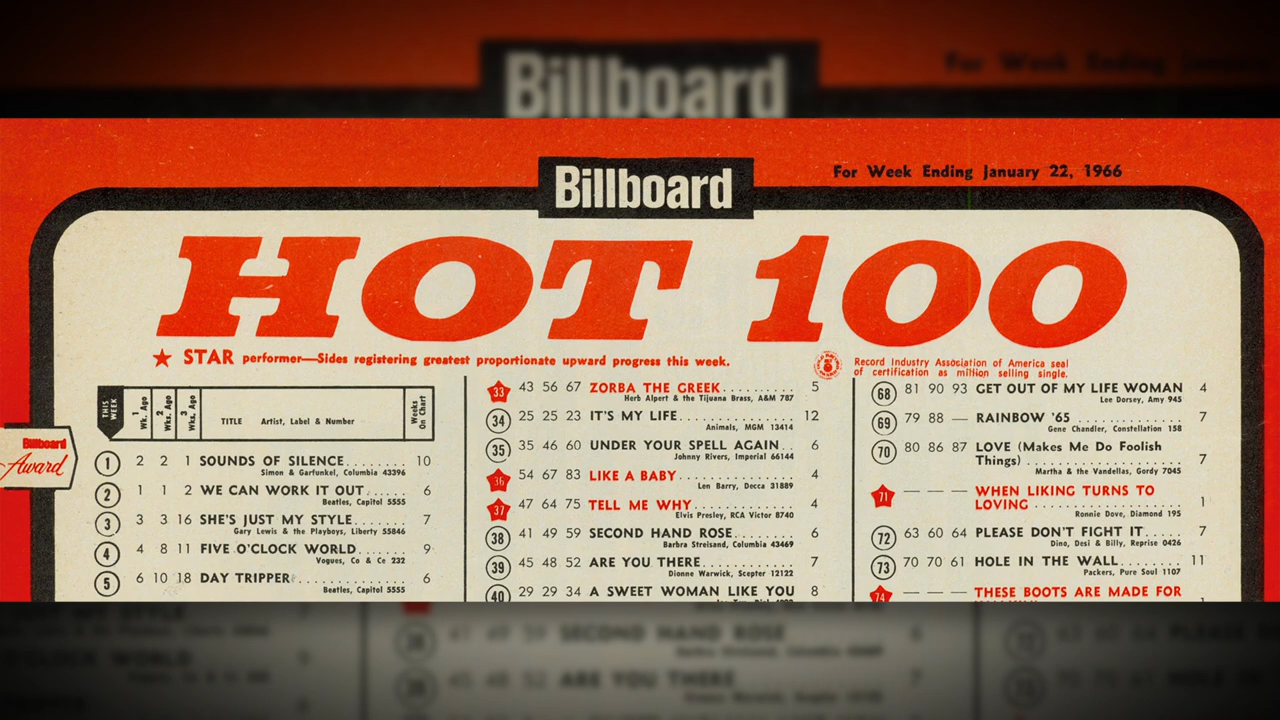 Billboard
For Week Ending
Billboard
For Week Ending January 22, 1966
HOT 100
★ STAR performer—Sides registering greatest proportionate upward progress this week.
Record Industry Association of America seal
of certification as million selling single.
Billboard
Award
THIS WEEK
1 Wk. Ago
2 Wks. Ago
3 Wks. Ago
TITLE Artist, Label & Number
Weeks On Chart
1 2 2 1 SOUNDS OF SILENCE........ 10
Simon & Garfunkel, Columbia 43396
2 1 1 2 WE CAN WORK IT OUT...... 6
Beatles, Capitol 5555
3 3 3 16 SHE'S JUST MY STYLE....... 7
Gary Lewis & the Playboys, Liberty 55846
4 4 8 11 FIVE O'CLOCK WORLD........ 9
Vogues, Co & Ce 232
5 6 10 18 DAY TRIPPER............... 6
Beatles, Capitol 5555
33 43 56 67 ZORBA THE GREEK.......... 5
Herb Alpert & the Tijuana Brass, A&M 787
34 25 25 23 IT'S MY LIFE............... 12
Animals, MGM 13414
35 35 46 60 UNDER YOUR SPELL AGAIN.. 6
Johnny Rivers, Imperial 66144
36 54 67 83 LIKE A BABY............... 4
Len Barry, Decca 31889
37 47 64 75 TELL ME WHY.............. 4
Elvis Presley, RCA Victor 8740
38 41 49 59 SECOND HAND ROSE........ 6
Barbra Streisand, Columbia 43469
39 45 48 52 ARE YOU THERE............ 7
Dionne Warwick, Scepter 12122
40 29 29 34 A SWEET WOMAN LIKE YOU 8
68 81 90 93 GET OUT OF MY LIFE WOMAN 4
Lee Dorsey, Amy 945
69 79 88 — RAINBOW '65............... 7
Gene Chandler, Constellation 158
70 80 86 87 LOVE (Makes Me Do Foolish
Things).................... 7
Martha & the Vandellas, Gordy 7045
71 — — — WHEN LIKING TURNS TO
LOVING.................... 1
Ronnie Dove, Diamond 195
72 63 60 64 PLEASE DON'T FIGHT IT..... 7
Dino, Desi & Billy, Reprise 0426
73 70 70 61 HOLE IN THE WALL......... 11
Packers, Pure Soul 1107
74 — — — THESE BOOTS ARE MADE FOR
SECOND HAND ROSE
45 48 52 ARE YOU THERE